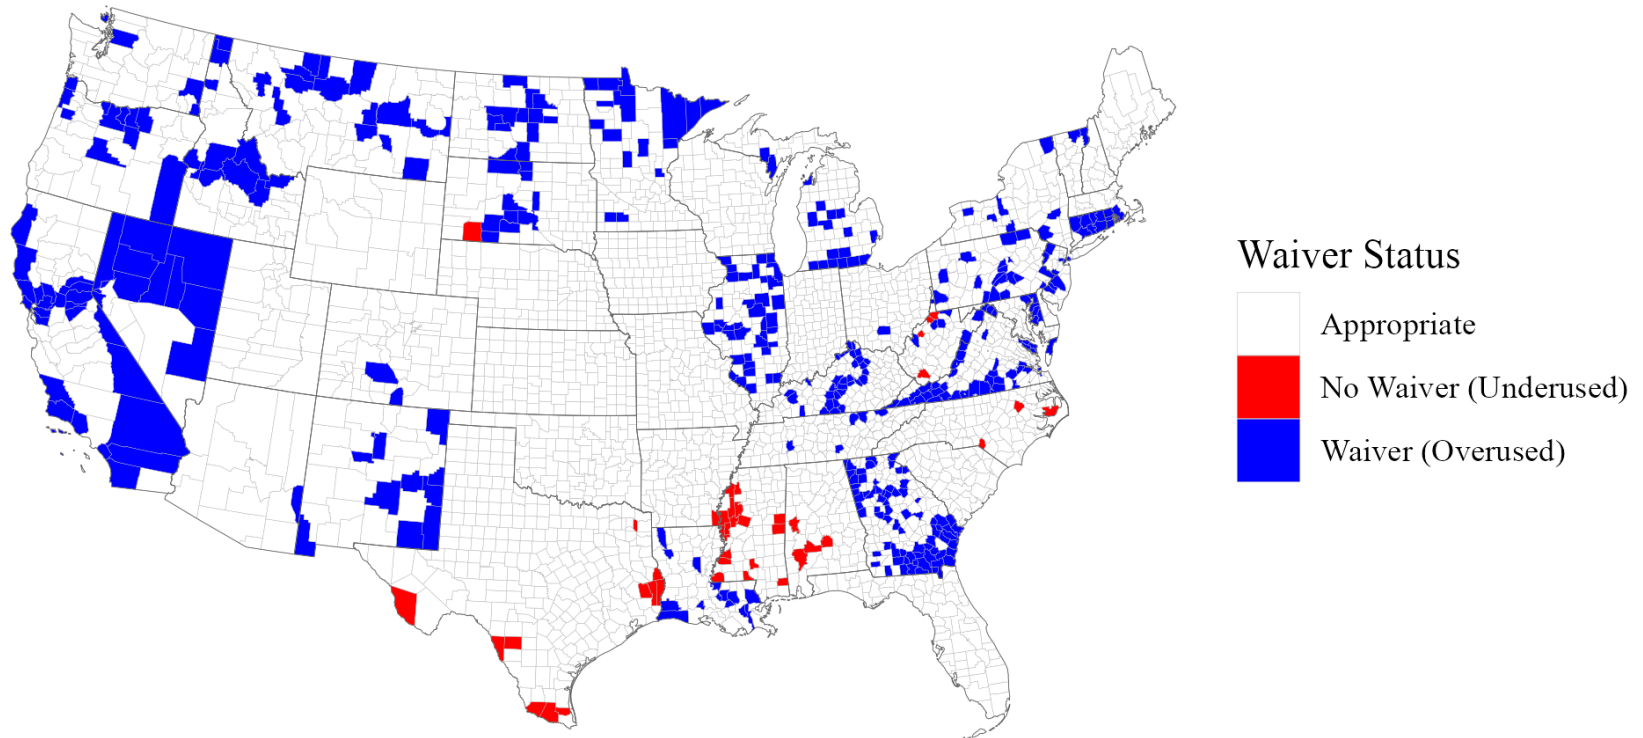 Waiver Status
Appropriate
No Waiver (Underused)
Waiver (Overused)